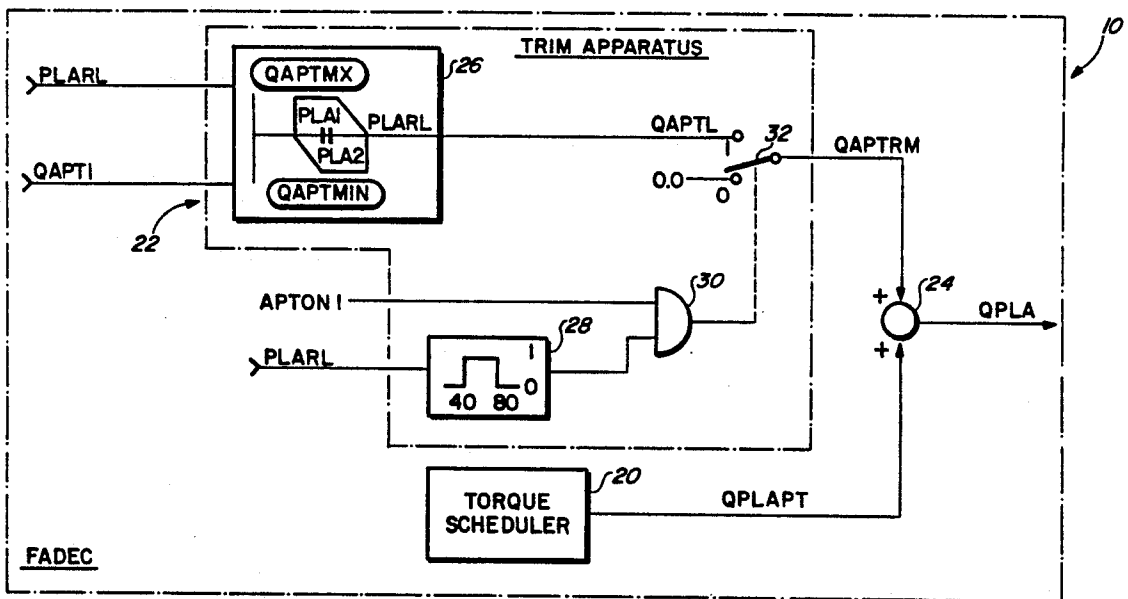 10
TRIM APPARATUS
26
PLARL
QAPTMX
PLA1
PLARL
PLA2
QAPTMIN
QAPTI
22
QAPTL
1
32
0.0
0
QAPTRM
APTON I
30
PLARL
28
1
0
40 80
+
24
+
QPLA
20
TORQUE
SCHEDULER
QPLAPT
FADEC